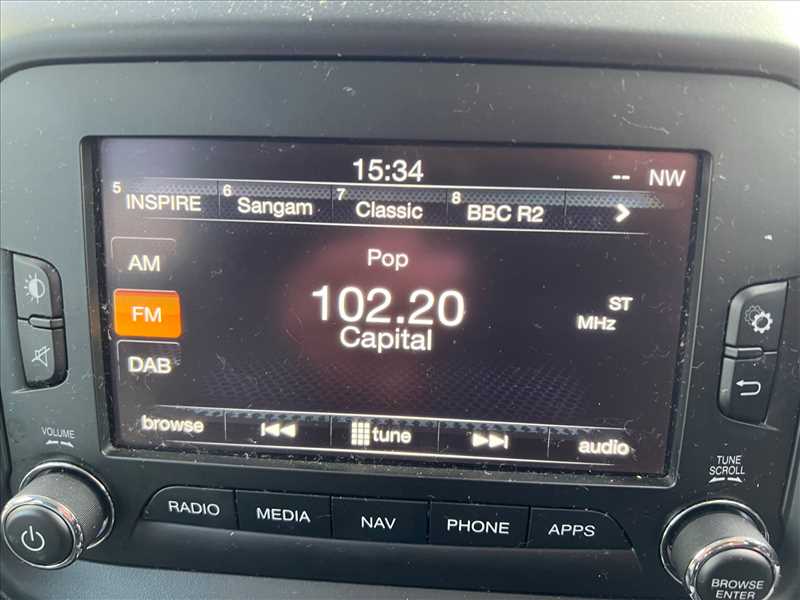 15:34
-- NW
5 INSPIRE 6 Sangam 7 Classic 8 BBC R2
AM
Pop
FM
102.20
ST
MHz
Capital
DAB
browse tune audio
VOLUME
TUNE
SCROLL
RADIO MEDIA NAV PHONE APPS
BROWSE
ENTER